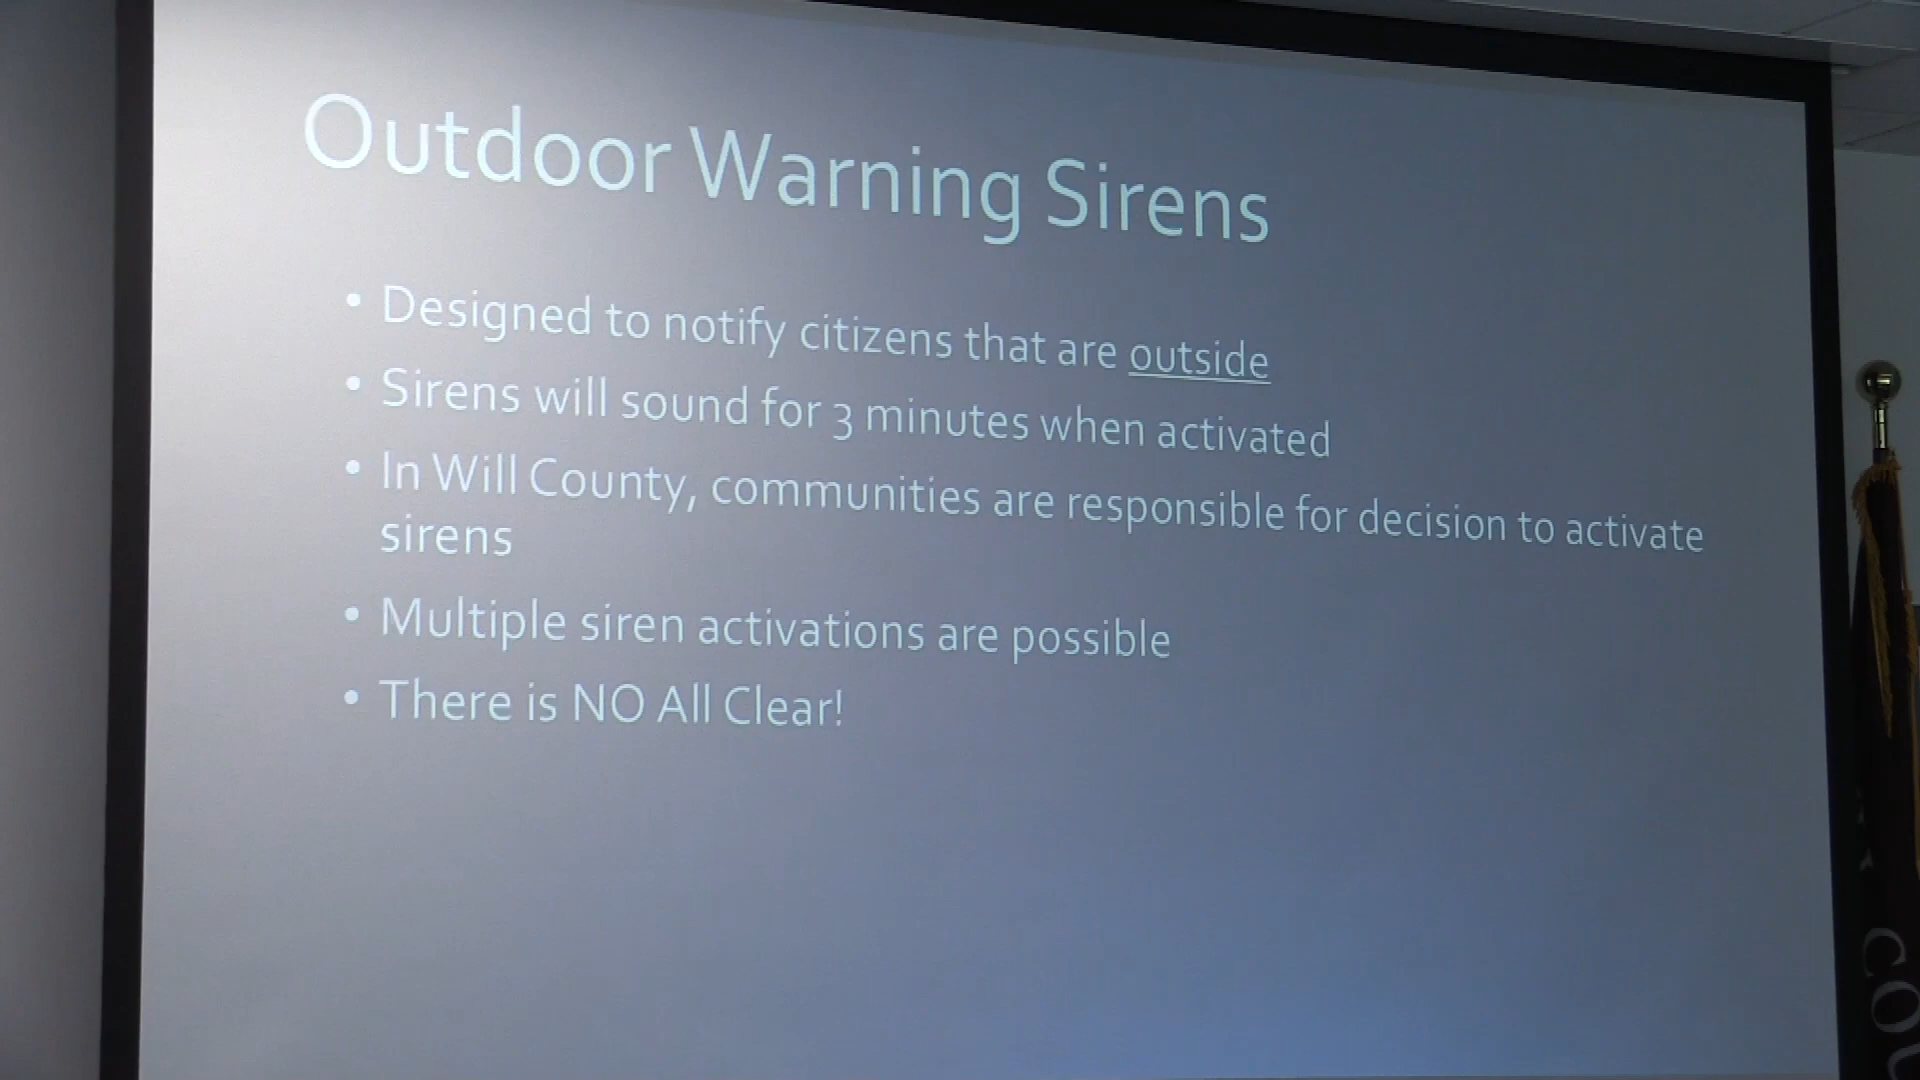 Outdoor Warning Sirens
• Designed to notify citizens that are outside
• Sirens will sound for 3 minutes when activated
• In Will County, communities are responsible for decision to activate
sirens
• Multiple siren activations are possible
• There is NO All Clear!